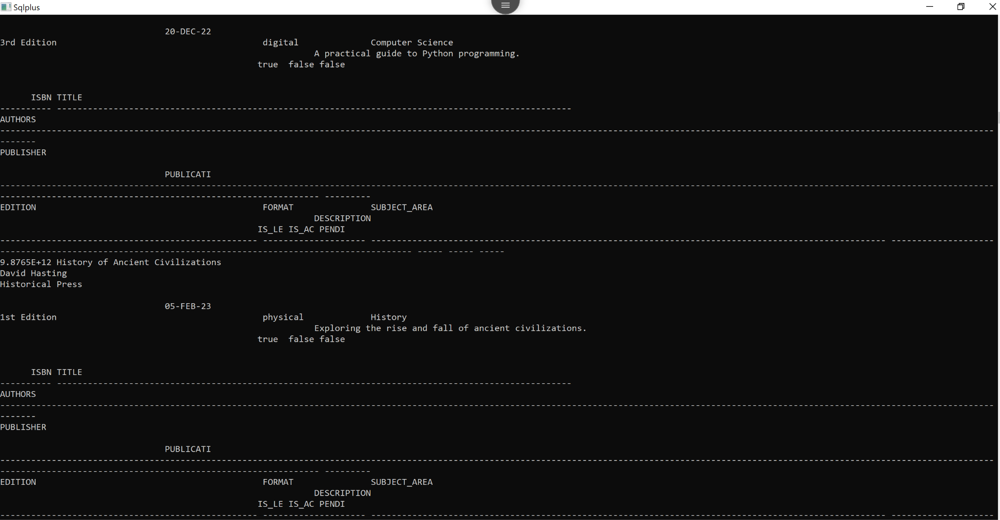 Sqlplus
20-DEC-22
3rd Edition digital Computer Science
A practical guide to Python programming.
true false false
ISBN TITLE
---------- ----------------------------------------------------------------------------------------------------
AUTHORS
----------------------------------------------------------------------------------------------------------------------------------------------------------------------------------------------------
-------
PUBLISHER
PUBLICATI
----------------------------------------------------------------------------------------------------------------------------------------------------------------------------------------------------
-------------------------------------------------------------- ---------
EDITION FORMAT SUBJECT_AREA
DESCRIPTION
IS_LE IS_AC PENDI
-------------------------------------------------- -------------------- ---------------------------------------------------------------------------------------------------- --------------------
-------------------------------------------------------------------------------- ----- ----- -----
9.8765E+12 History of Ancient Civilizations
David Hasting
Historical Press
05-FEB-23
1st Edition physical History
Exploring the rise and fall of ancient civilizations.
true false false
ISBN TITLE
---------- ----------------------------------------------------------------------------------------------------
AUTHORS
----------------------------------------------------------------------------------------------------------------------------------------------------------------------------------------------------
-------
PUBLISHER
PUBLICATI
----------------------------------------------------------------------------------------------------------------------------------------------------------------------------------------------------
-------------------------------------------------------------- ---------
EDITION FORMAT SUBJECT_AREA
DESCRIPTION
IS_LE IS_AC PENDI
-------------------------------------------------- -------------------- ---------------------------------------------------------------------------------------------------- --------------------